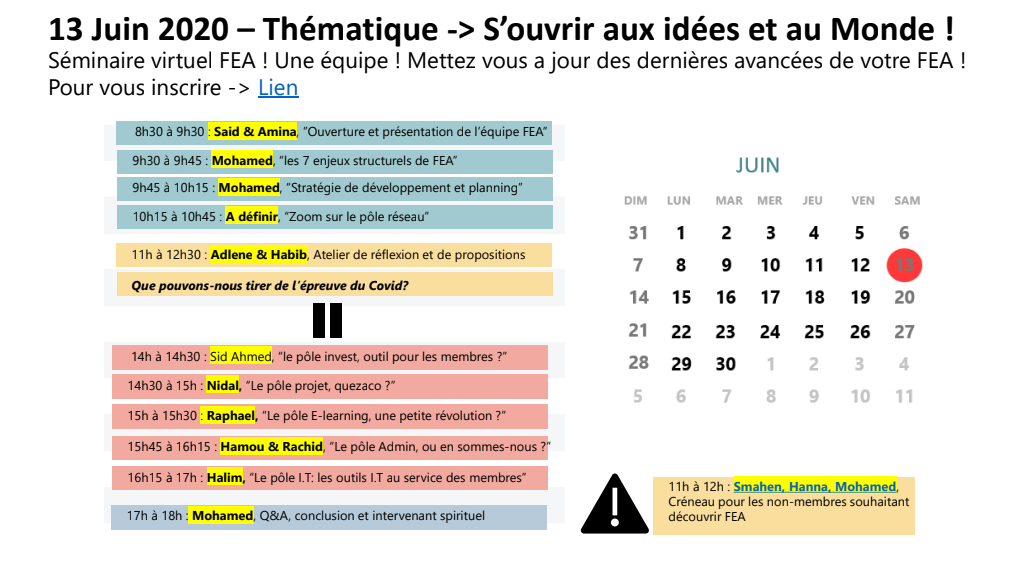 13 Juin 2020 – Thématique -> S’ouvrir aux idées et au Monde !
Séminaire virtuel FEA ! Une équipe ! Mettez vous a jour des dernières avancées de votre FEA !
Pour vous inscrire -> Lien
8h30 à 9h30 : Said & Amina, “Ouverture et présentation de l’équipe FEA”
9h30 à 9h45 : Mohamed, “les 7 enjeux structurels de FEA”
9h45 à 10h15 : Mohamed, “Stratégie de développement et planning”
10h15 à 10h45 : A définir, “Zoom sur le pôle réseau”
11h à 12h30 : Adlene & Habib, Atelier de réflexion et de propositions
Que pouvons-nous tirer de l’épreuve du Covid?
14h à 14h30 : Sid Ahmed, “le pôle invest, outil pour les membres ?”
14h30 à 15h : Nidal, “Le pôle projet, quezaco ?”
15h à 15h30 : Raphael, “Le pôle E-learning, une petite révolution ?”
15h45 à 16h15 : Hamou & Rachid, “Le pôle Admin, ou en sommes-nous ?”
16h15 à 17h : Halim, “Le pôle I.T: les outils I.T au service des membres”
17h à 18h : Mohamed, Q&A, conclusion et intervenant spirituel
JUIN
DIM LUN MAR MER JEU VEN SAM
31 1 2 3 4 5 6
7 8 9 10 11 12 13
14 15 16 17 18 19 20
21 22 23 24 25 26 27
28 29 30 1 2 3 4
5 6 7 8 9 10 11
11h à 12h : Smahen, Hanna, Mohamed,
Créneau pour les non-membres souhaitant
découvrir FEA